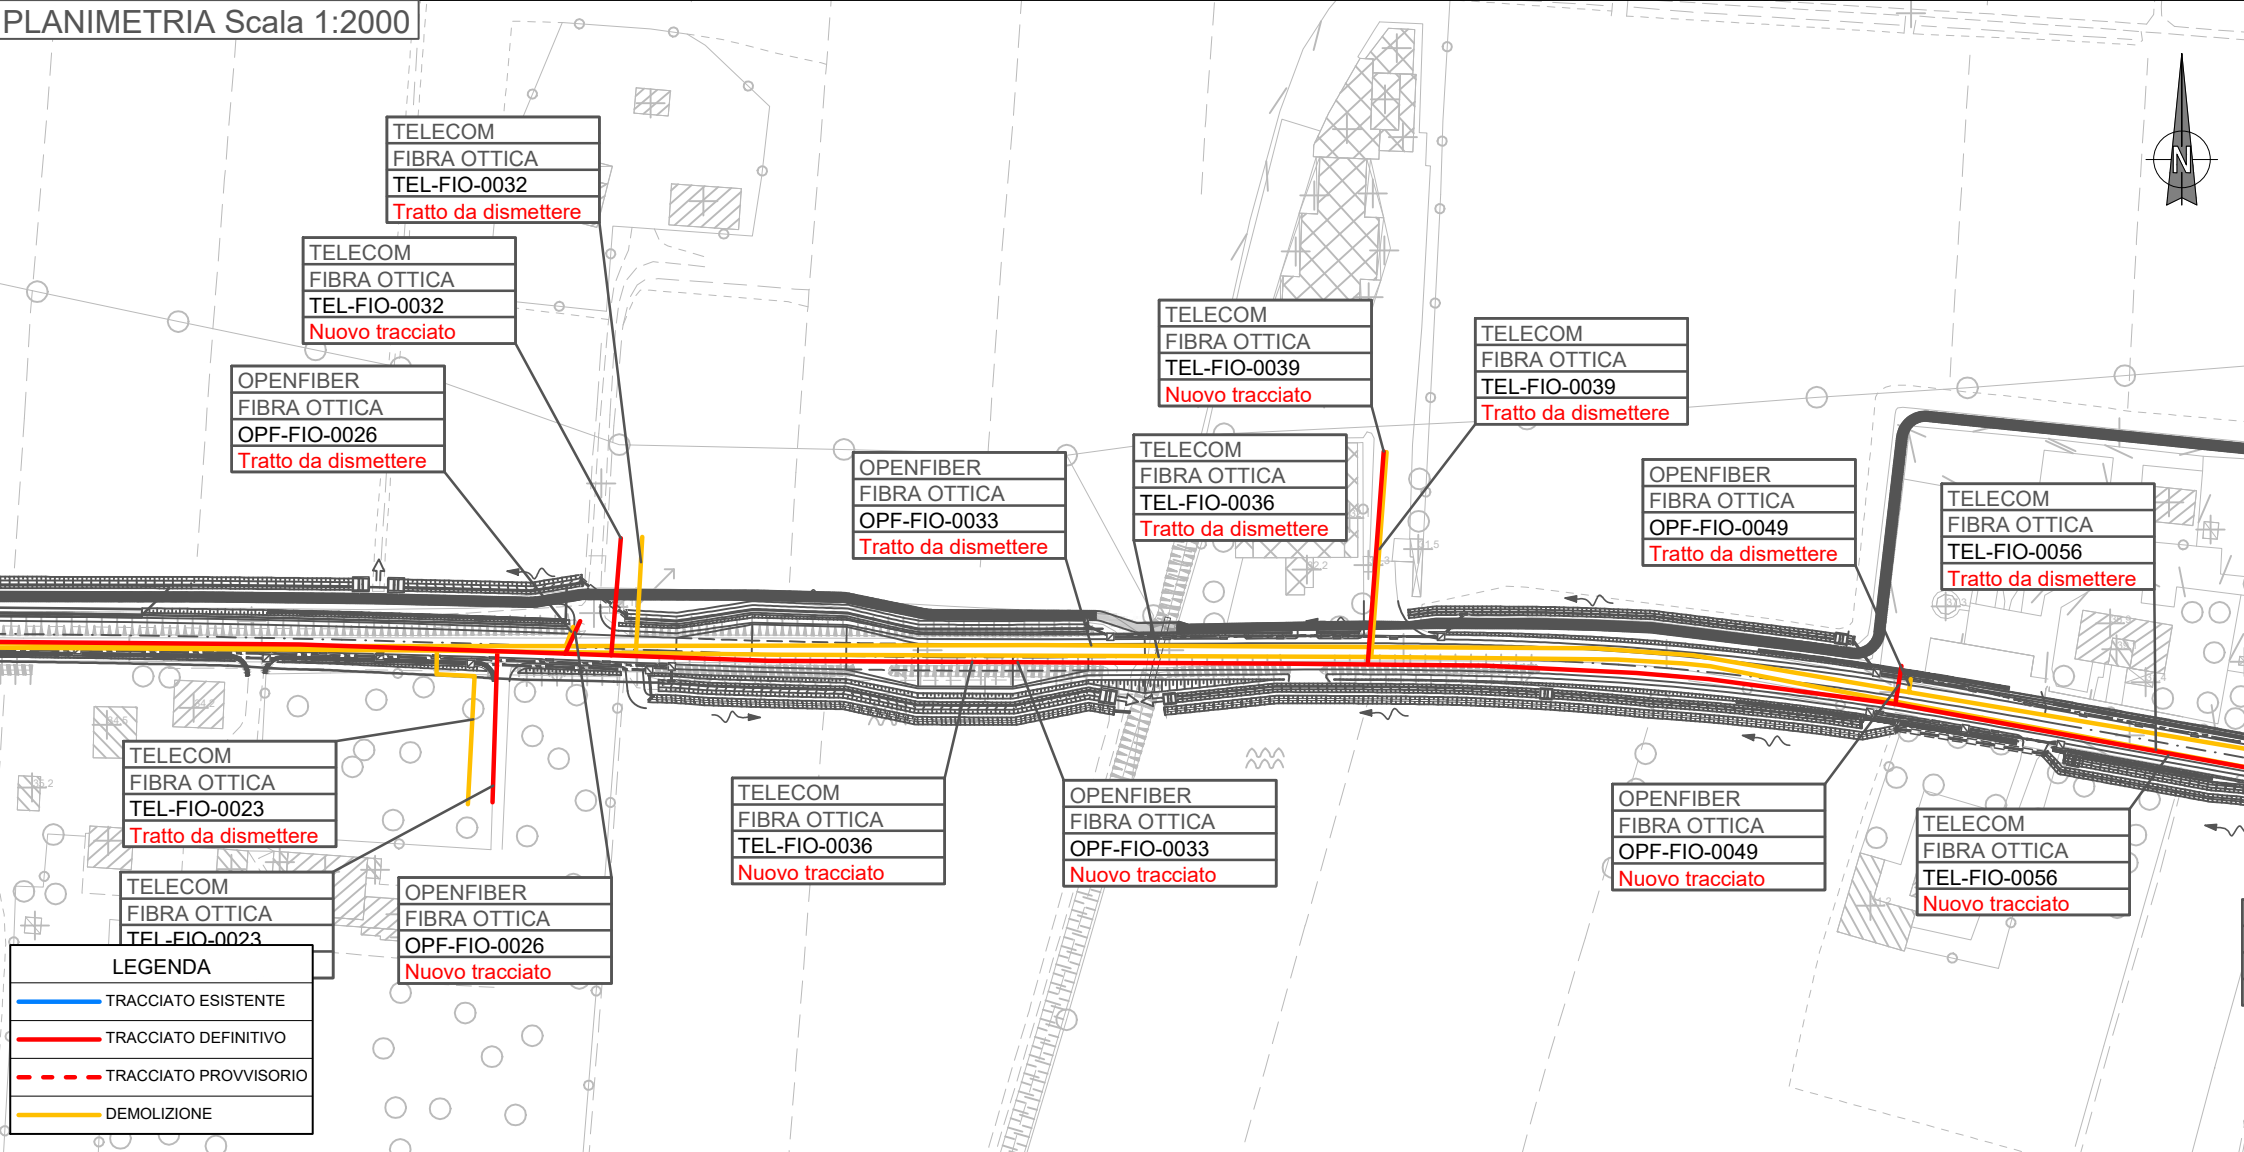 PLANIMETRIA Scala 1:2000
N
TELECOM
FIBRA OTTICA
TEL-FIO-0032
Tratto da dismettere
TELECOM
FIBRA OTTICA
TEL-FIO-0032
Nuovo tracciato
OPENFIBER
FIBRA OTTICA
OPF-FIO-0026
Tratto da dismettere
TELECOM
FIBRA OTTICA
TEL-FIO-0039
Nuovo tracciato
TELECOM
FIBRA OTTICA
TEL-FIO-0039
Tratto da dismettere
OPENFIBER
FIBRA OTTICA
OPF-FIO-0033
Tratto da dismettere
TELECOM
FIBRA OTTICA
TEL-FIO-0036
Tratto da dismettere
OPENFIBER
FIBRA OTTICA
OPF-FIO-0049
Tratto da dismettere
TELECOM
FIBRA OTTICA
TEL-FIO-0056
Tratto da dismettere
TELECOM
FIBRA OTTICA
TEL-FIO-0023
Tratto da dismettere
TELECOM
FIBRA OTTICA
TEL-FIO-0023
OPENFIBER
FIBRA OTTICA
OPF-FIO-0026
Nuovo tracciato
TELECOM
FIBRA OTTICA
TEL-FIO-0036
Nuovo tracciato
OPENFIBER
FIBRA OTTICA
OPF-FIO-0033
Nuovo tracciato
OPENFIBER
FIBRA OTTICA
OPF-FIO-0049
Nuovo tracciato
TELECOM
FIBRA OTTICA
TEL-FIO-0056
Nuovo tracciato
LEGENDA
TRACCIATO ESISTENTE
TRACCIATO DEFINITIVO
TRACCIATO PROVVISORIO
DEMOLIZIONE